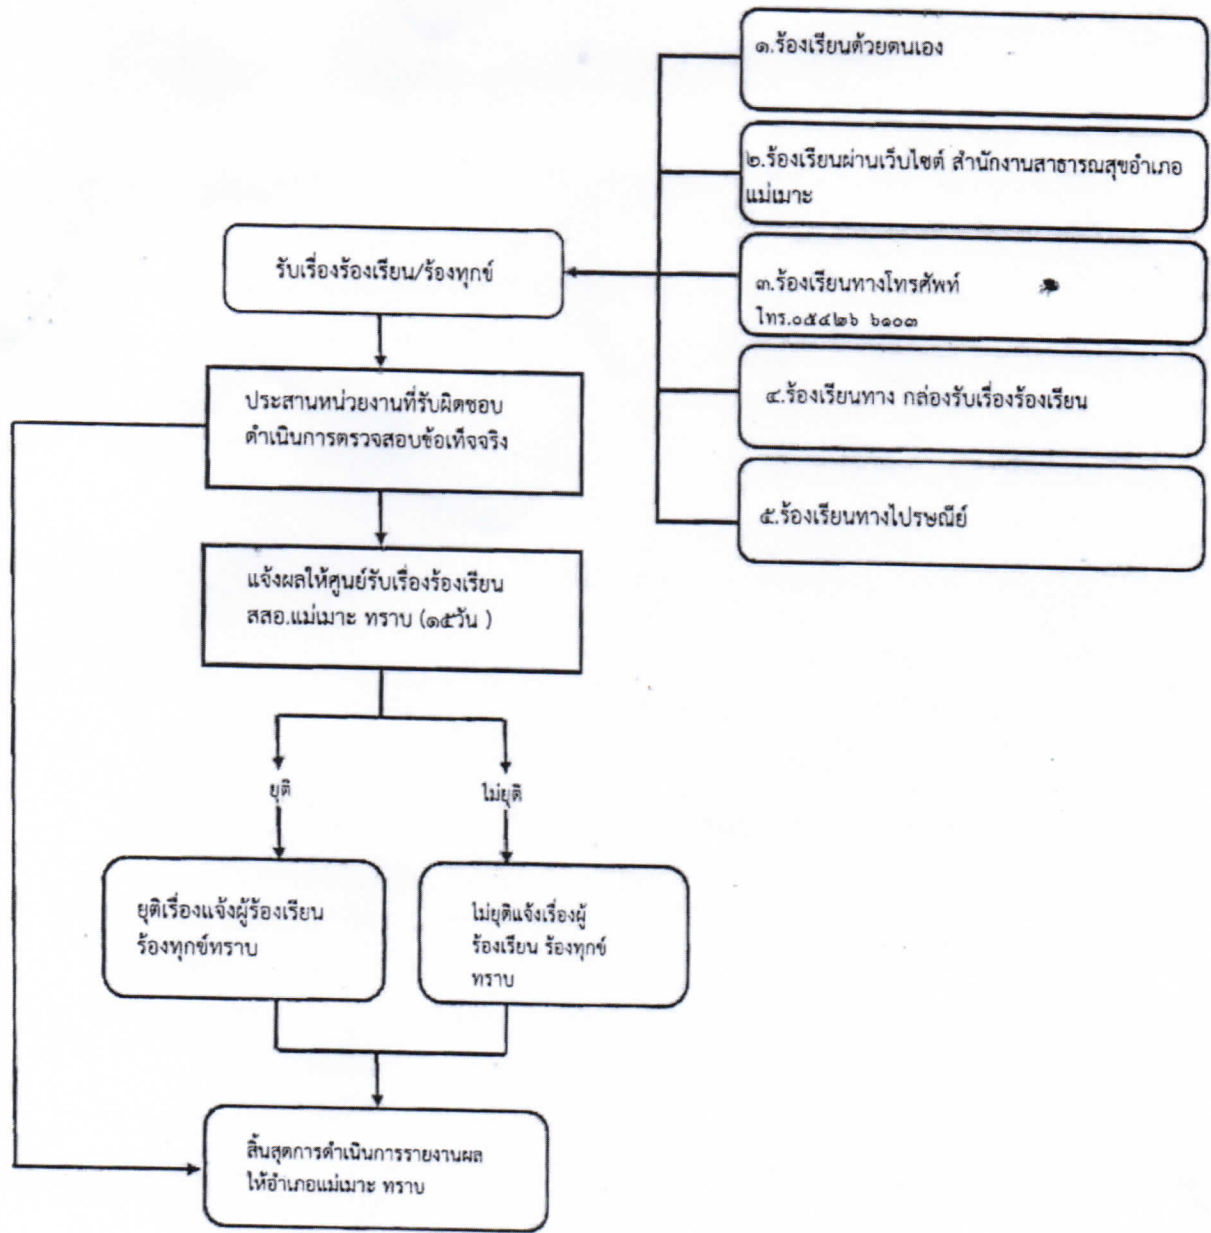 ๑.ร้องเรียนด้วยตนเอง
๒.ร้องเรียนผ่านเว็บไซต์ สำนักงานสาธารณสุขอำเภอ
แม่เมาะ
๓.ร้องเรียนทางโทรศัพท์
โทร.๐๕๔๒๖ ๖๑๐๓
๔.ร้องเรียนทาง กล่องรับเรื่องร้องเรียน
๕.ร้องเรียนทางไปรษณีย์
รับเรื่องร้องเรียน/ร้องทุกข์
ประสานหน่วยงานที่รับผิดชอบ
ดำเนินการตรวจสอบข้อเท็จจริง
แจ้งผลให้ศูนย์รับเรื่องร้องเรียน
สสอ.แม่เมาะ ทราบ (๑๕วัน )
ยุติ
ไม่ยุติ
ยุติเรื่องแจ้งผู้ร้องเรียน
ร้องทุกข์ทราบ
ไม่ยุติแจ้งเรื่องผู้
ร้องเรียน ร้องทุกข์
ทราบ
สิ้นสุดการดำเนินการรายงานผล
ให้อำเภอแม่เมาะ ทราบ